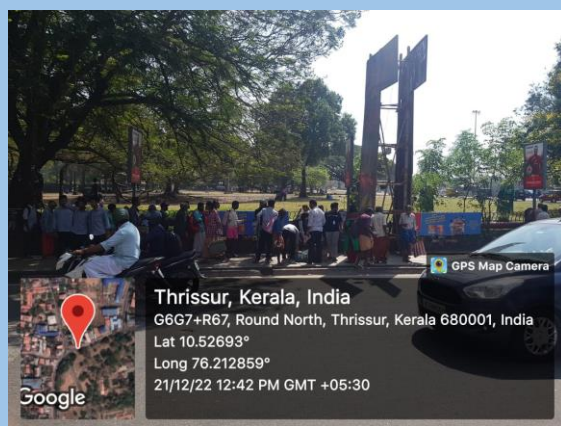 GPS Map Camera
Thrissur, Kerala, India
G6G7+R67, Round North, Thrissur, Kerala 680001, India
Lat 10.52693°
Long 76.212859°
21/12/22 12:42 PM GMT +05:30
Google